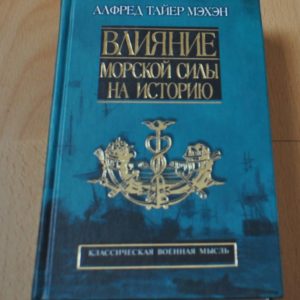 АЛФРЕД ТАЙЕР МЭХЭН
ВЛИЯНИЕ
МОРСКОЙ СИЛЫ
НА ИСТОРИЮ
КЛАССИЧЕСКАЯ ВОЕННАЯ МЫСЛЬ